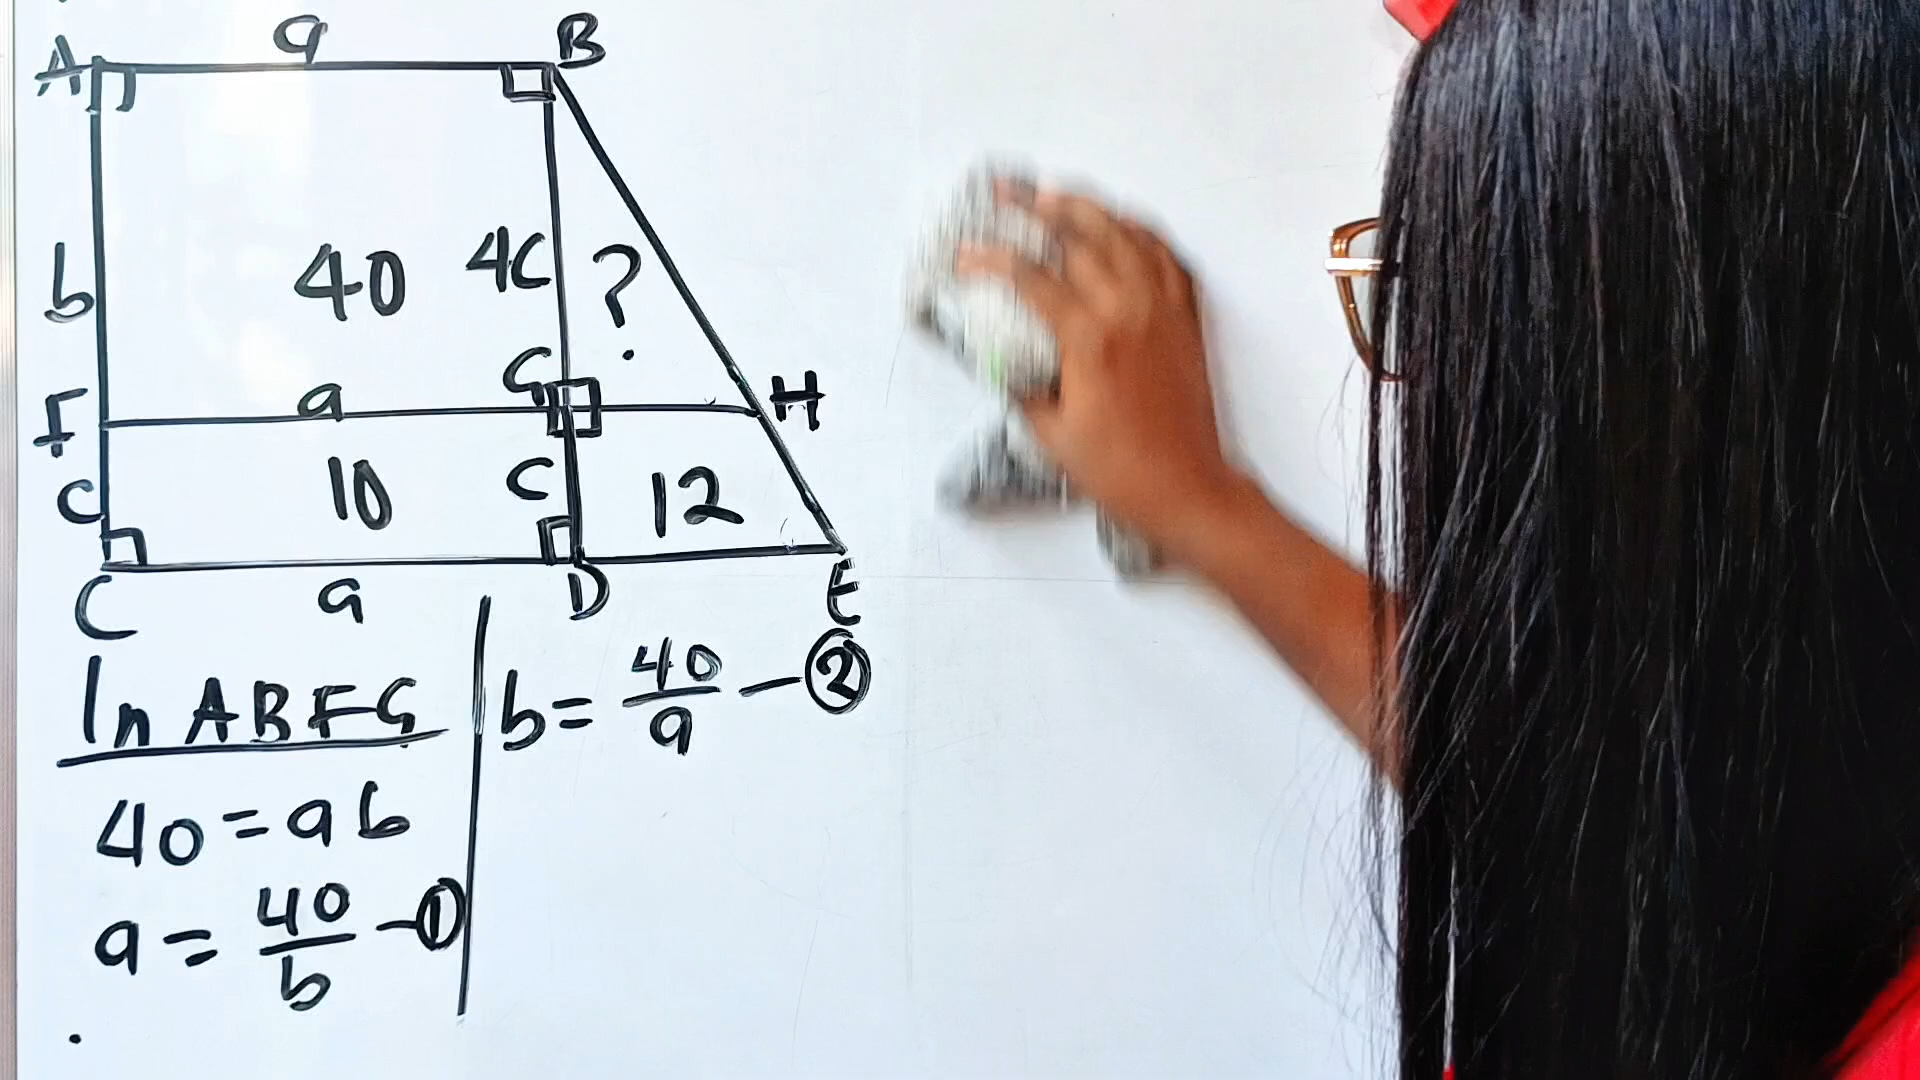 a
A B
b 40 4C ?
G
F a H
C 10 C 12
C a D E
In ABFG
40 = ab
a = 40/b - ①
b = 40/a - ②